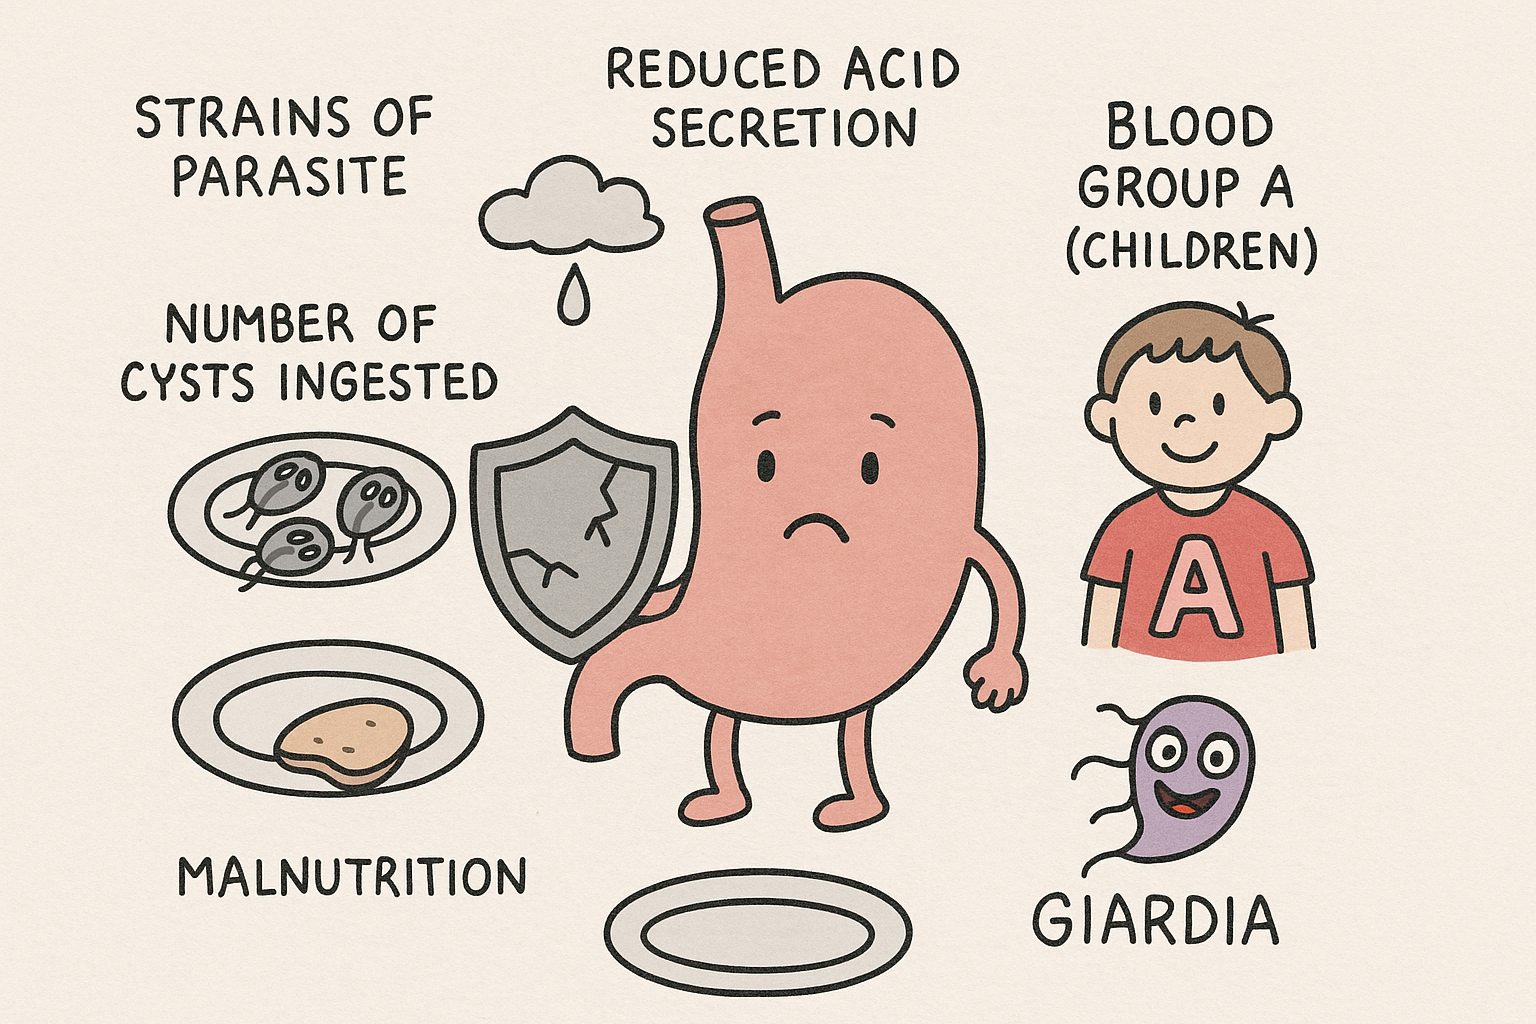 STRAINS OF
PARASITE
REDUCED ACID
SECRETION
BLOOD
GROUP A
(CHILDREN)
NUMBER OF
CYSTS INGESTED
A
MALNUTRITION
GIARDIA